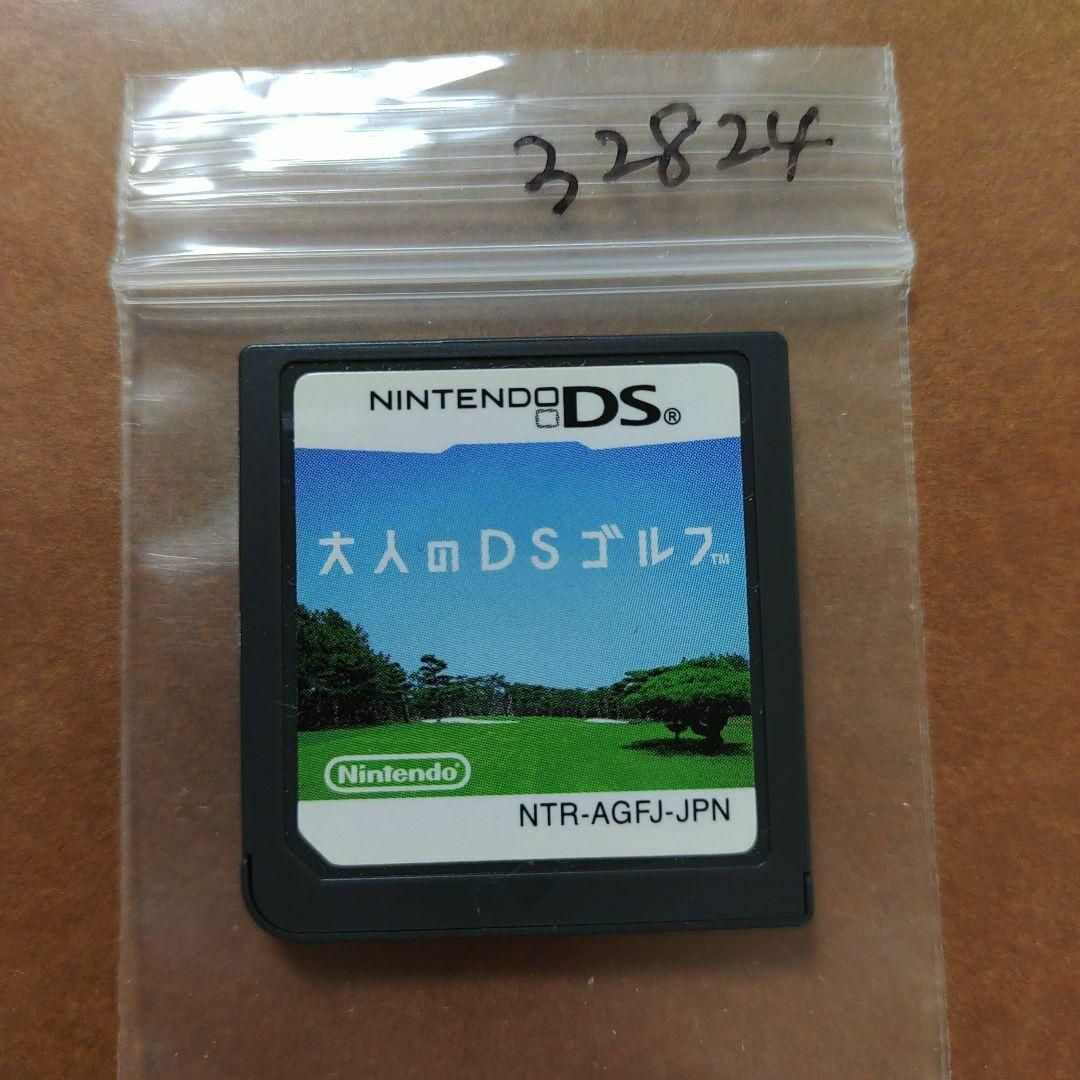 32824
NINTENDO DS®
大人のDSゴルフ™
Nintendo®
NTR-AGFJ-JPN